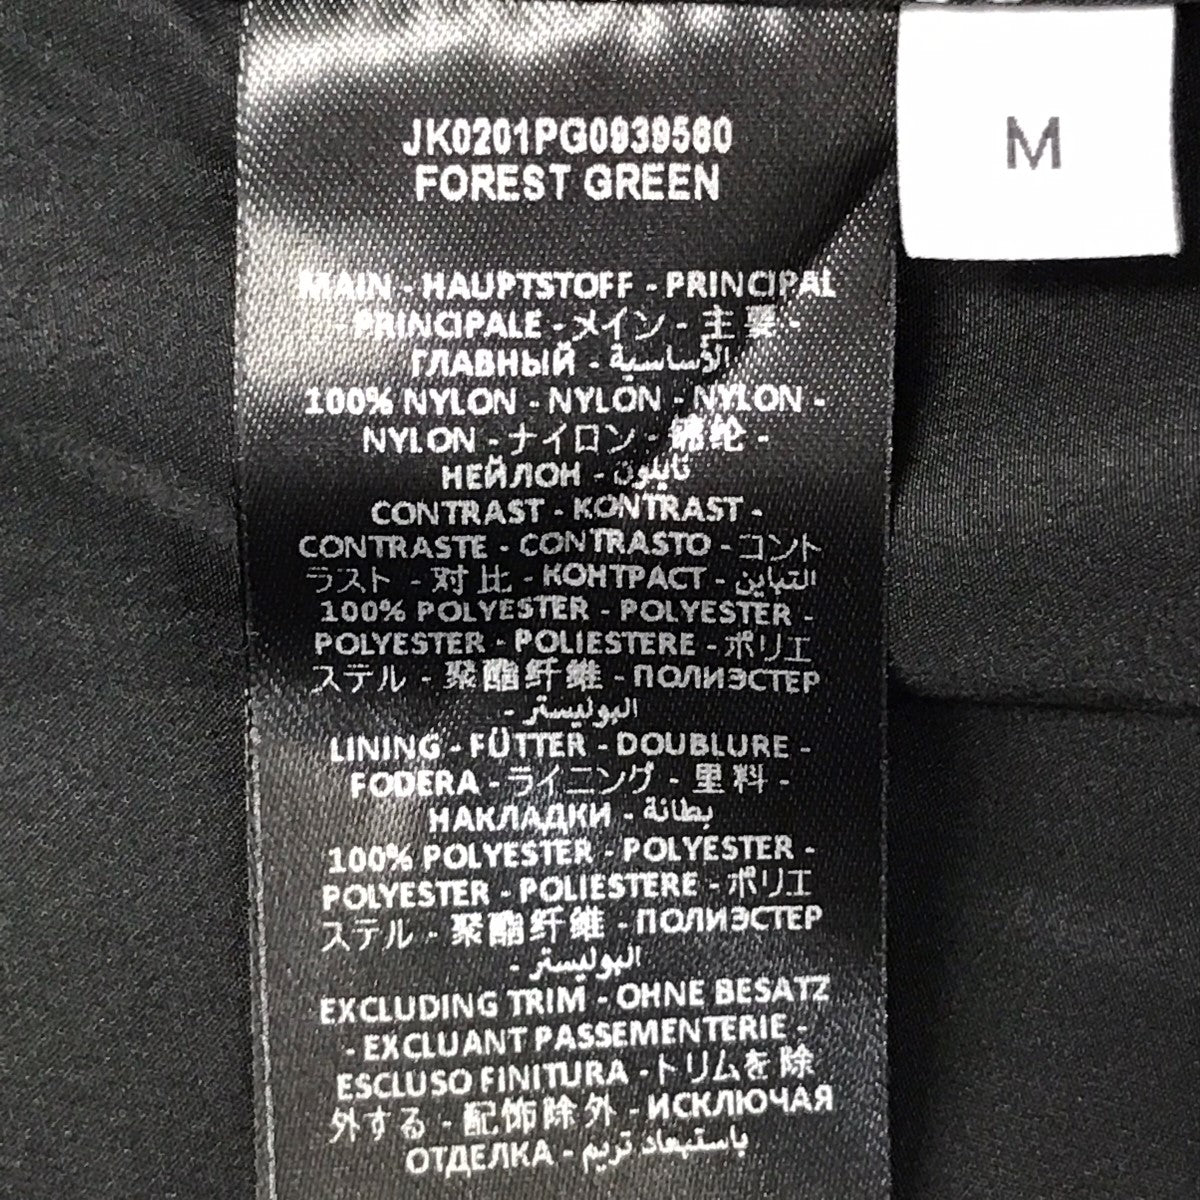 JK0201PG0939560
FOREST GREEN
M
MAIN - HAUPTSTOFF - PRINCIPAL
- PRINCIPALE - メイン - 主要 -
ГЛАВНЫЙ - الأساسية
100% NYLON - NYLON - NYLON -
NYLON - ナイロン - 锦纶 -
НЕЙЛОН - نايلون
CONTRAST - KONTRAST -
CONTRASTE - CONTRASTO - コント
ラスト - 对比 - КОНТРАСТ - التباين
100% POLYESTER - POLYESTER -
POLYESTER - POLIESTERE - ポリエ
ステル - 聚酯纤维 - ПОЛИЭСТЕР
- البوليستر
LINING - FÜTTER - DOUBLURE -
FODERA - ライニング - 里料 -
НАКЛАДКИ - بطانة
100% POLYESTER - POLYESTER -
POLYESTER - POLIESTERE - ポリエ
ステル - 聚酯纤维 - ПОЛИЭСТЕР
- البوليستر
EXCLUDING TRIM - OHNE BESATZ
- EXCLUANT PASSEMENTERIE -
ESCLUSO FINITURA - トリムを除
外する - 配饰除外 - ИСКЛЮЧАЯ
ОТДЕЛКА - باستبعاد تريم